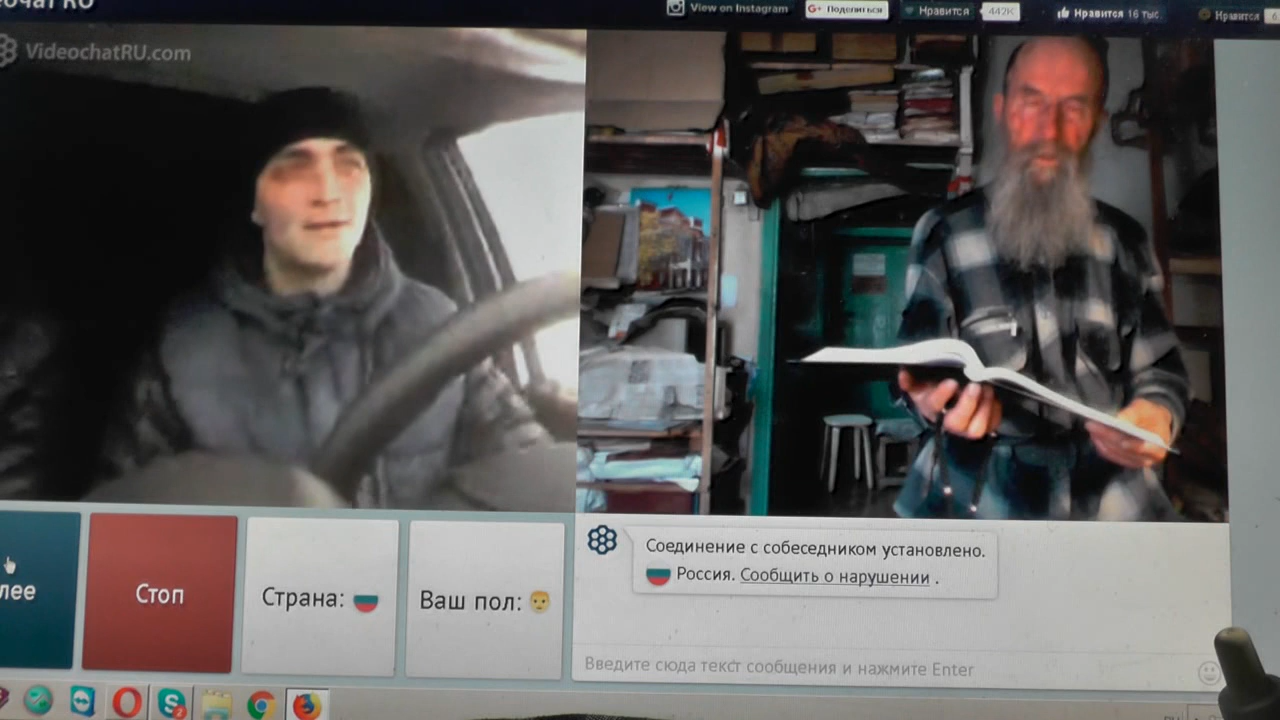 View on Instagram
G+ Поделиться
Нравится
442K
Нравится 16 тыс.
Нравится
VideochatRU.com
лее
Стоп
Страна:
Ваш пол:
Соединение с собеседником установлено.
Россия. Сообщить о нарушении .
Введите сюда текст сообщения и нажмите Enter